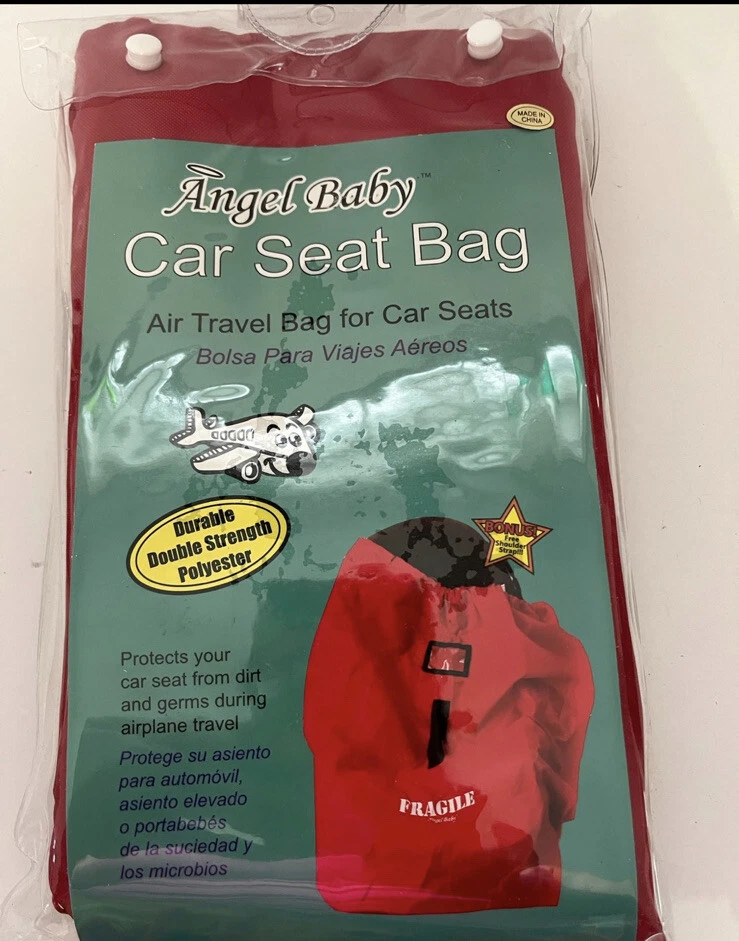 MADE IN
CHINA
Angel Baby™
Car Seat Bag
Air Travel Bag for Car Seats
Bolsa Para Viajes Aéreos
Durable
Double Strength
Polyester
BONUS!
Free
Shoulder
Strap!!!
Protects your
car seat from dirt
and germs during
airplane travel
Protege su asiento
para automóvil,
asiento elevado
o portabebés
de la suciedad y
los microbios
FRAGILE
Angel Baby